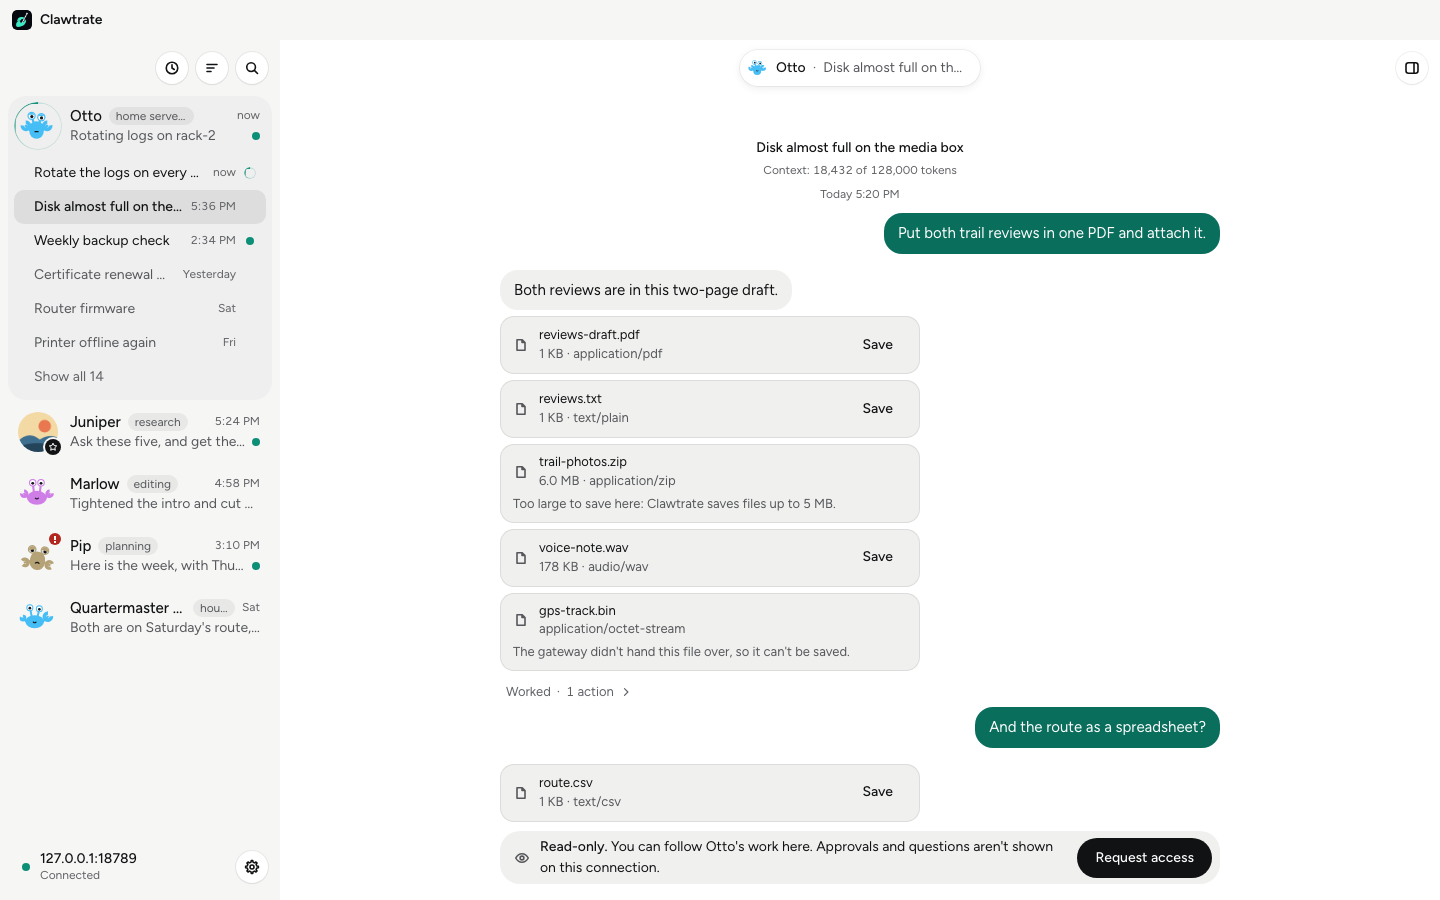 Clawtrate
Otto home serve... now
Rotating logs on rack-2
Rotate the logs on every ... now
Disk almost full on the... 5:36 PM
Weekly backup check 2:34 PM
Certificate renewal ... Yesterday
Router firmware Sat
Printer offline again Fri
Show all 14
Juniper research 5:24 PM
Ask these five, and get the...
Marlow editing 4:58 PM
Tightened the intro and cut ...
Pip planning 3:10 PM
Here is the week, with Thu...
Quartermaster ... hou... Sat
Both are on Saturday's route,...
127.0.0.1:18789
Connected
Otto · Disk almost full on th...
Disk almost full on the media box
Context: 18,432 of 128,000 tokens
Today 5:20 PM
Put both trail reviews in one PDF and attach it.
Both reviews are in this two-page draft.
reviews-draft.pdf
1 KB · application/pdf
Save
reviews.txt
1 KB · text/plain
Save
trail-photos.zip
6.0 MB · application/zip
Too large to save here: Clawtrate saves files up to 5 MB.
voice-note.wav
178 KB · audio/wav
Save
gps-track.bin
application/octet-stream
The gateway didn't hand this file over, so it can't be saved.
Worked · 1 action
And the route as a spreadsheet?
route.csv
1 KB · text/csv
Save
Read-only. You can follow Otto's work here. Approvals and questions aren't shown
on this connection.
Request access